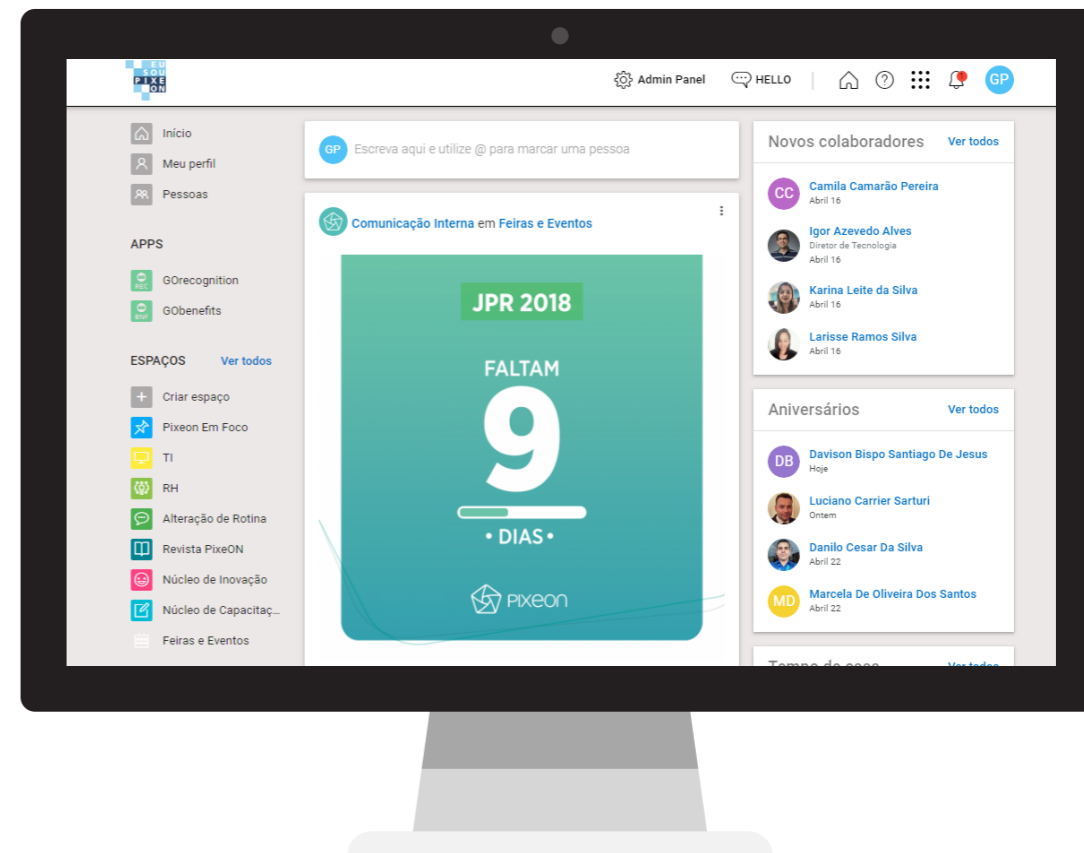 EU
SOU
PIXE
ON
Admin Panel
HELLO
GP
Início
Meu perfil
Pessoas
APPS
GOrecognition
GObenefits
ESPAÇOS Ver todos
Criar espaço
Pixeon Em Foco
TI
RH
Alteração de Rotina
Revista PixeON
Núcleo de Inovação
Núcleo de Capacitaç...
Feiras e Eventos
GP Escreva aqui e utilize @ para marcar uma pessoa
Comunicação Interna em Feiras e Eventos
JPR 2018
FALTAM
9
• DIAS •
PIXEON
Novos colaboradores Ver todos
CC
Camila Camarão Pereira
Abril 16
Igor Azevedo Alves
Diretor de Tecnologia
Abril 16
Karina Leite da Silva
Abril 16
Larisse Ramos Silva
Abril 16
Aniversários Ver todos
DB
Davison Bispo Santiago De Jesus
Hoje
Luciano Carrier Sarturi
Ontem
Danilo Cesar Da Silva
Abril 22
MD
Marcela De Oliveira Dos Santos
Abril 22
Tempo de casa Ver todos